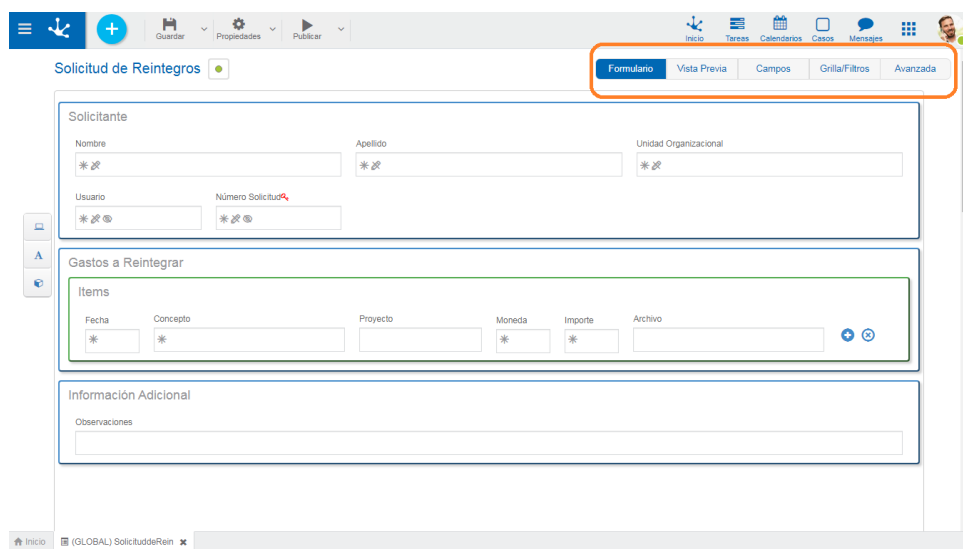 Guardar
Propiedades
Publicar
Inicio
Tareas
Calendarios
Casos
Mensajes
Solicitud de Reintegros
Formulario
Vista Previa
Campos
Grilla/Filtros
Avanzada
Solicitante
Nombre
Apellido
Unidad Organizacional
Usuario
Número Solicitud
A
Gastos a Reintegrar
Items
Fecha
Concepto
Proyecto
Moneda
Importe
Archivo
Información Adicional
Observaciones
Inicio
(GLOBAL) SolicituddeRein